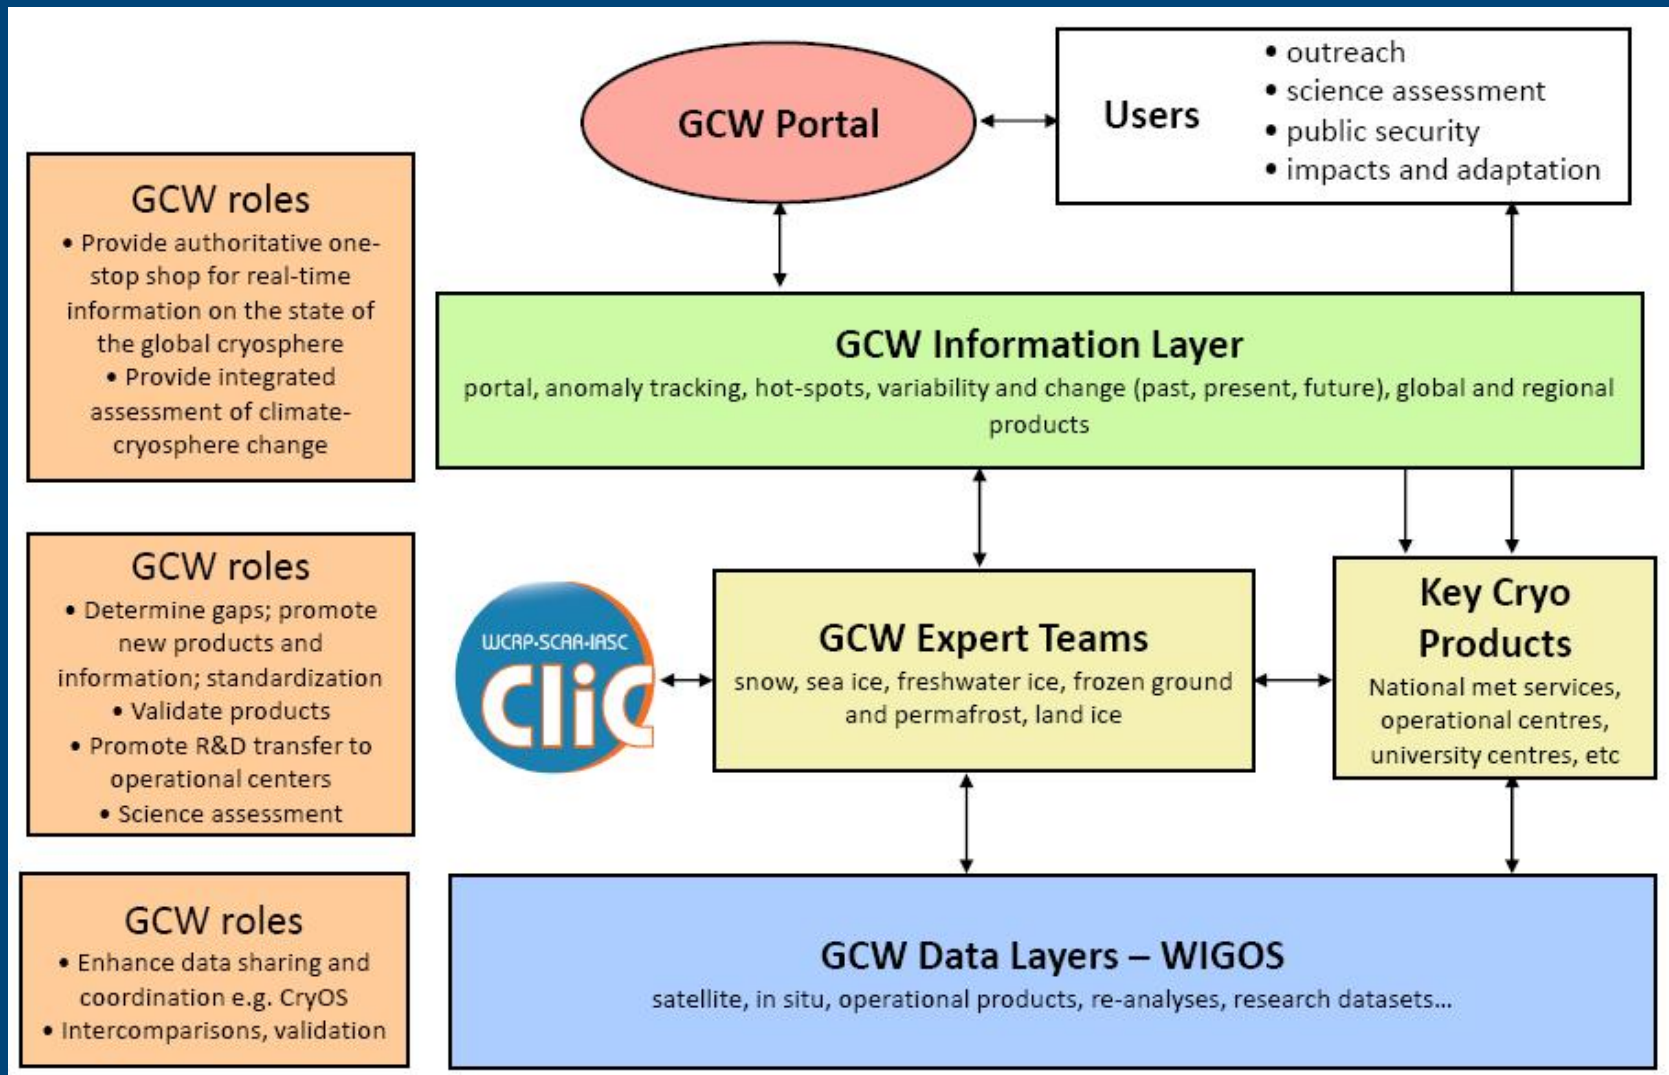 GCW Portal
Users
• outreach
• science assessment
• public security
• impacts and adaptation
GCW roles
• Provide authoritative one-
stop shop for real-time
information on the state of
the global cryosphere
• Provide integrated
assessment of climate-
cryosphere change
GCW Information Layer
portal, anomaly tracking, hot-spots, variability and change (past, present, future), global and regional
products
GCW roles
• Determine gaps; promote
new products and
information; standardization
• Validate products
• Promote R&D transfer to
operational centers
• Science assessment
WCRP·SCAR·IASC
CliC
GCW Expert Teams
snow, sea ice, freshwater ice, frozen ground
and permafrost, land ice
Key Cryo
Products
National met services,
operational centres,
university centres, etc
GCW roles
• Enhance data sharing and
coordination e.g. CryOS
• Intercomparisons, validation
GCW Data Layers – WIGOS
satellite, in situ, operational products, re-analyses, research datasets...